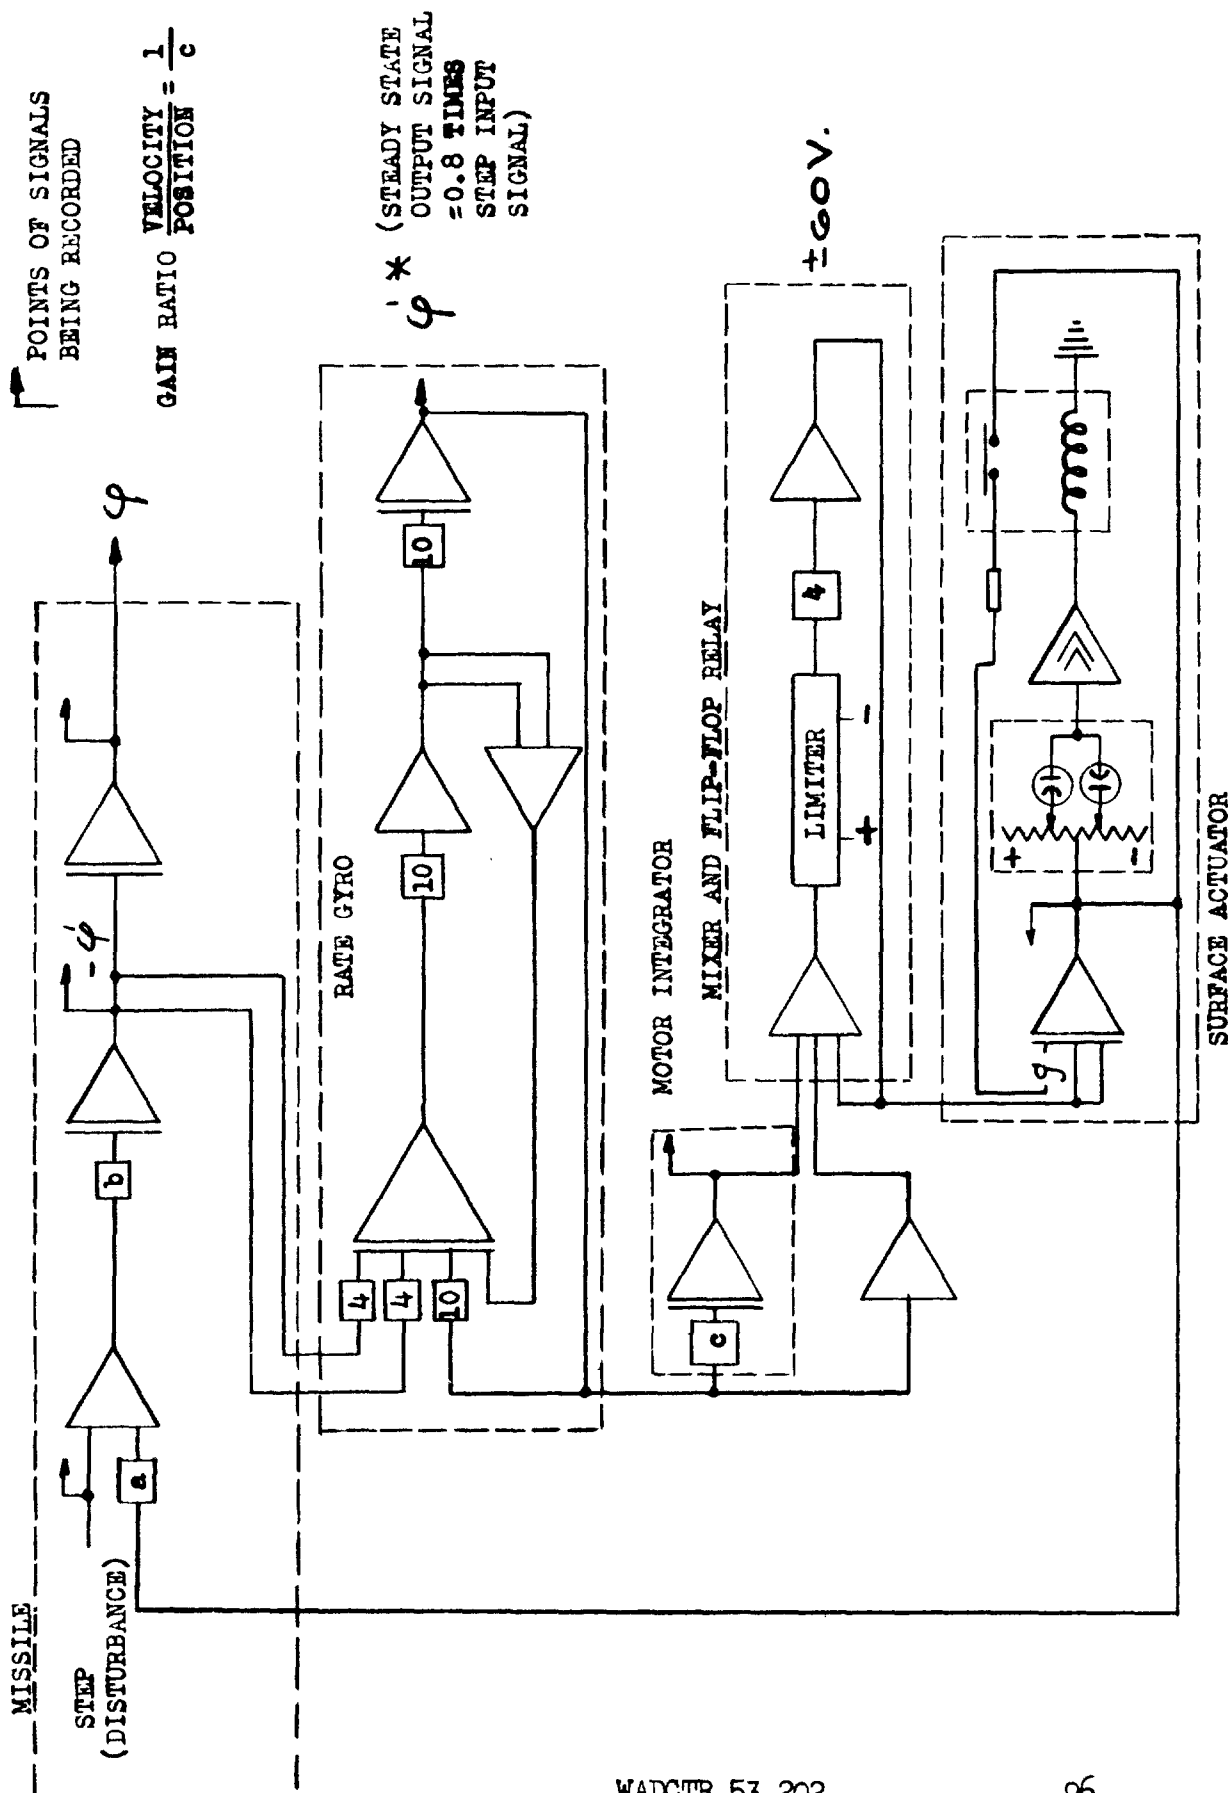 POINTS OF SIGNALS
BEING RECORDED
GAIN RATIO VELOCITY / POSITION = 1 / c
MISSILE
STEP
(DISTURBANCE)
a
b
-φ̇
φ
RATE GYRO
4
4
10
10
10
φ̇*
(STEADY STATE
OUTPUT SIGNAL
=0.8 TIMES
STEP INPUT
SIGNAL)
MOTOR INTEGRATOR
c
MIXER AND FLIP-FLOP RELAY
LIMITER
+
-
4
±60V.
g
+
-
SURFACE ACTUATOR
WADCTR 53 202